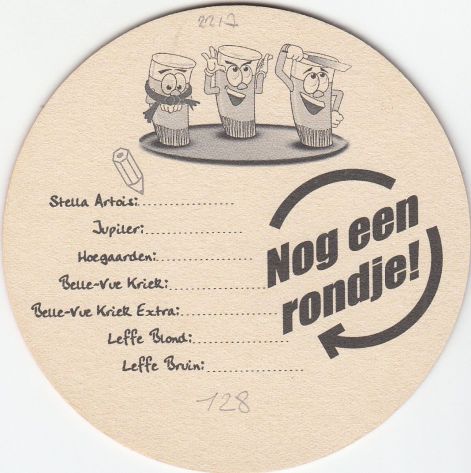 2217
Stella Artois:
Jupiler:
Hoegaarden:
Belle-Vue Kriek:
Belle-Vue Kriek Extra:
Leffe Blond:
Leffe Bruin:
Nog een
rondje!
128